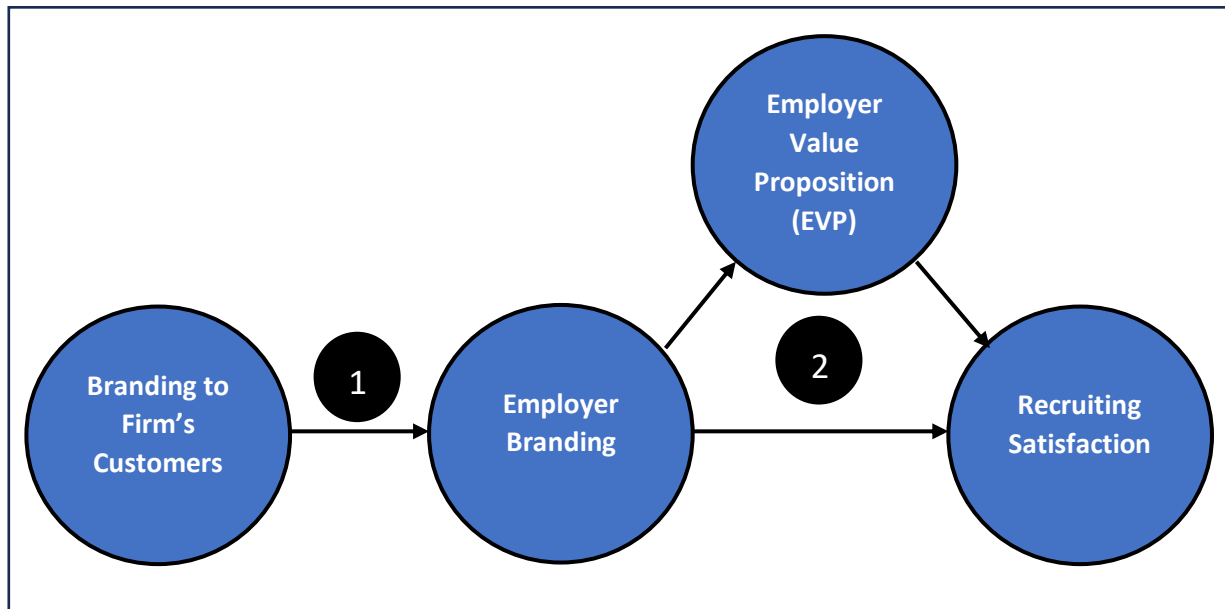 Employer
Value
Proposition
(EVP)
Branding to
Firm’s
Customers
1
Employer
Branding
2
Recruiting
Satisfaction